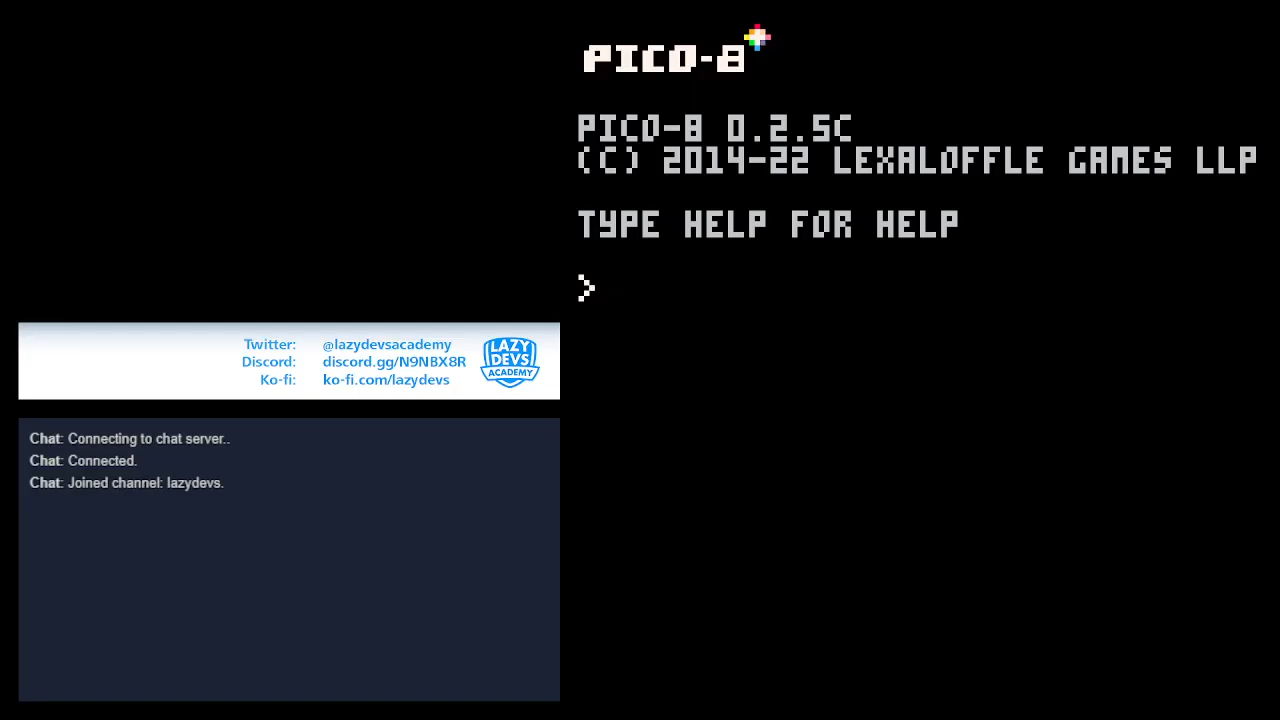 PICO-8
PICO-8 0.2.5C
(C) 2014-22 LEXALOFFLE GAMES LLP
TYPE HELP FOR HELP
>
Twitter: @lazydevsacademy
Discord: discord.gg/N9NBX8R
Ko-fi: ko-fi.com/lazydevs
LAZY
DEVS
ACADEMY
Chat: Connecting to chat server..
Chat: Connected.
Chat: Joined channel: lazydevs.